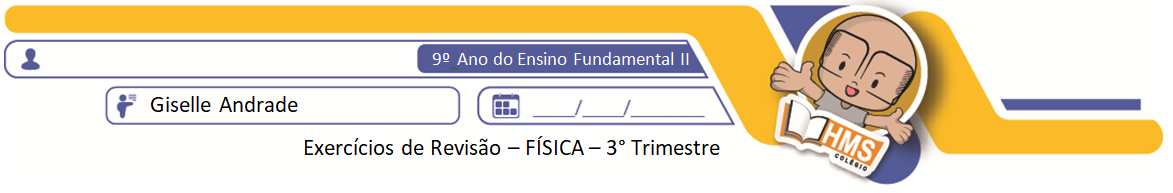 9º Ano do Ensino Fundamental II
Giselle Andrade
____/____/_______
Exercícios de Revisão – FÍSICA – 3° Trimestre
HMS
COLÉGIO